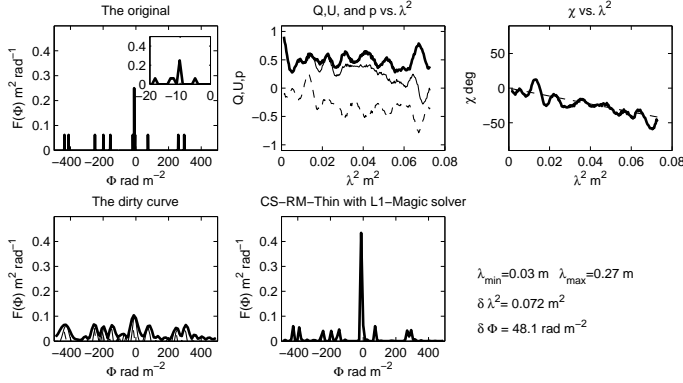 The original
Q,U, and p vs. λ²
χ vs. λ²
F(Φ) m² rad⁻¹
0.4
0.3
0.2
0.1
0
0.4
0.2
0
−20 −10 0
−400 −200 0 200 400
Φ rad m⁻²
Q,U,p
1
0.5
0
−0.5
−1
0 0.02 0.04 0.06 0.08
λ² m²
χ deg
50
0
−50
0 0.02 0.04 0.06 0.08
λ² m²
The dirty curve
CS−RM−Thin with L1−Magic solver
F(Φ) m² rad⁻¹
0.4
0.3
0.2
0.1
0
−400 −200 0 200 400
Φ rad m⁻²
F(Φ) m² rad⁻¹
0.4
0.3
0.2
0.1
0
−400 −200 0 200 400
Φ rad m⁻²
λmin=0.03 m λmax=0.27 m
δ λ²= 0.072 m²
δ Φ = 48.1 rad m⁻²